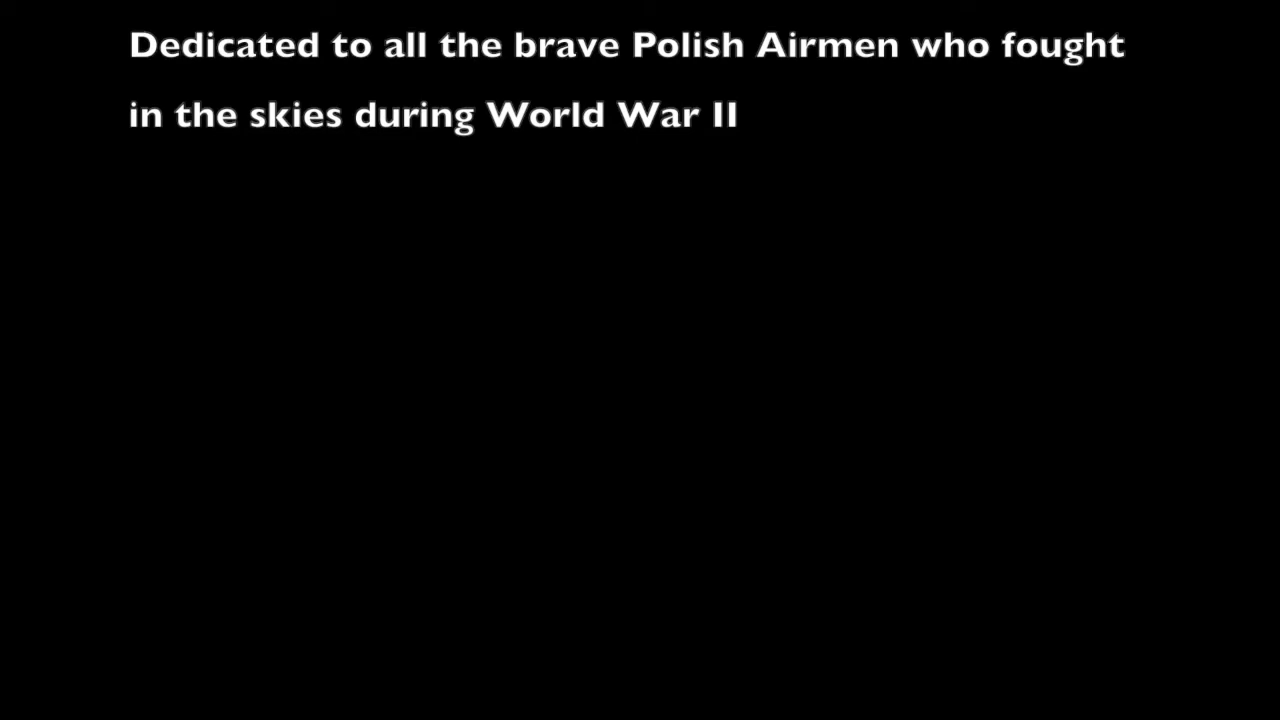 Dedicated to all the brave Polish Airmen who fought
in the skies during World War II